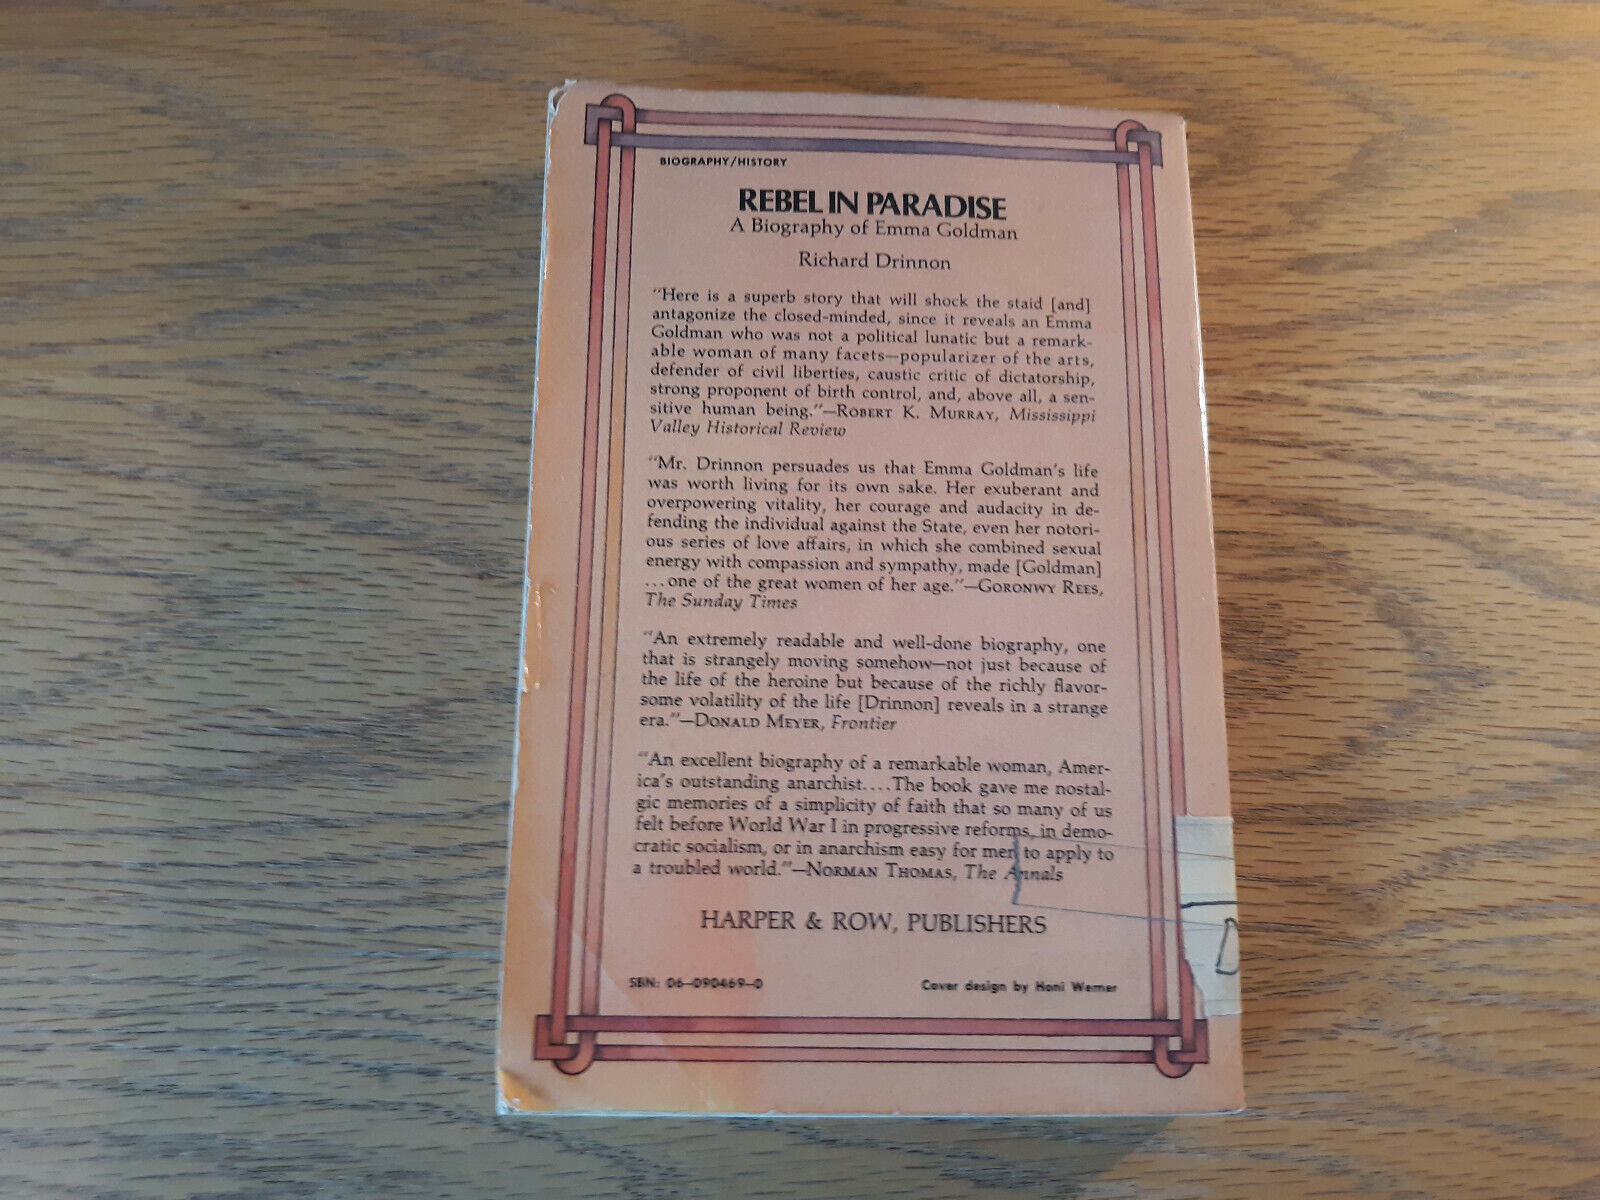 BIOGRAPHY/HISTORY
REBEL IN PARADISE
A Biography of Emma Goldman
Richard Drinnon
"Here is a superb story that will shock the staid [and]
antagonize the closed-minded, since it reveals an Emma
Goldman who was not a political lunatic but a remark-
able woman of many facets—popularizer of the arts,
defender of civil liberties, caustic critic of dictatorship,
strong proponent of birth control, and, above all, a sen-
sitive human being."—ROBERT K. MURRAY, Mississippi
Valley Historical Review
"Mr. Drinnon persuades us that Emma Goldman's life
was worth living for its own sake. Her exuberant and
overpowering vitality, her courage and audacity in de-
fending the individual against the State, even her notori-
ous series of love affairs, in which she combined sexual
energy with compassion and sympathy, made [Goldman]
...one of the great women of her age."—GORONWY REES,
The Sunday Times
"An extremely readable and well-done biography, one
that is strangely moving somehow—not just because of
the life of the heroine but because of the richly flavor-
some volatility of the life [Drinnon] reveals in a strange
era."—DONALD MEYER, Frontier
"An excellent biography of a remarkable woman, Amer-
ica's outstanding anarchist....The book gave me nostal-
gic memories of a simplicity of faith that so many of us
felt before World War I in progressive reforms, in demo-
cratic socialism, or in anarchism easy for men to apply to
a troubled world."—NORMAN THOMAS, The Annals
HARPER & ROW, PUBLISHERS
SBN: 06-090469-0
Cover design by Honi Werner
D